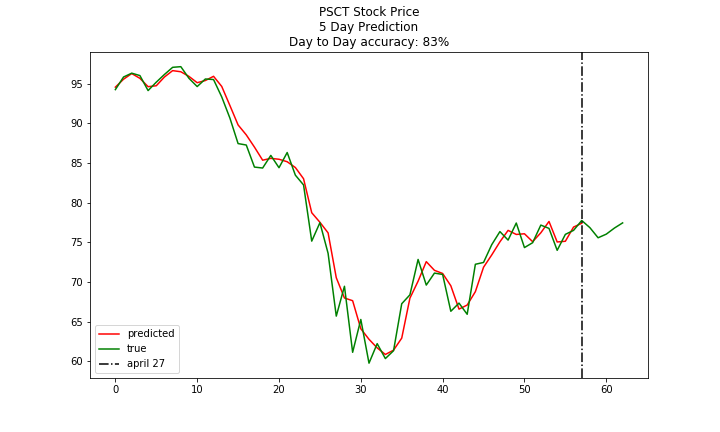 PSCT Stock Price
5 Day Prediction
Day to Day accuracy: 83%
95
90
85
80
75
70
65
60
predicted
true
april 27
0
10
20
30
40
50
60